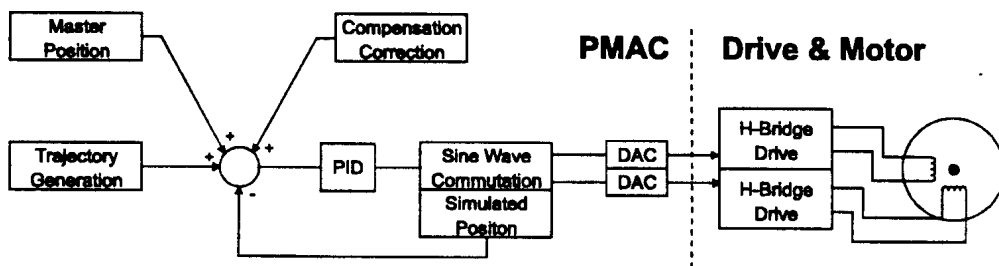 Master
Position
Compensation
Correction
PMAC
Drive & Motor
Trajectory
Generation
+
+
+
-
PID
Sine Wave
Commutation
Simulated
Positon
DAC
DAC
H-Bridge
Drive
H-Bridge
Drive